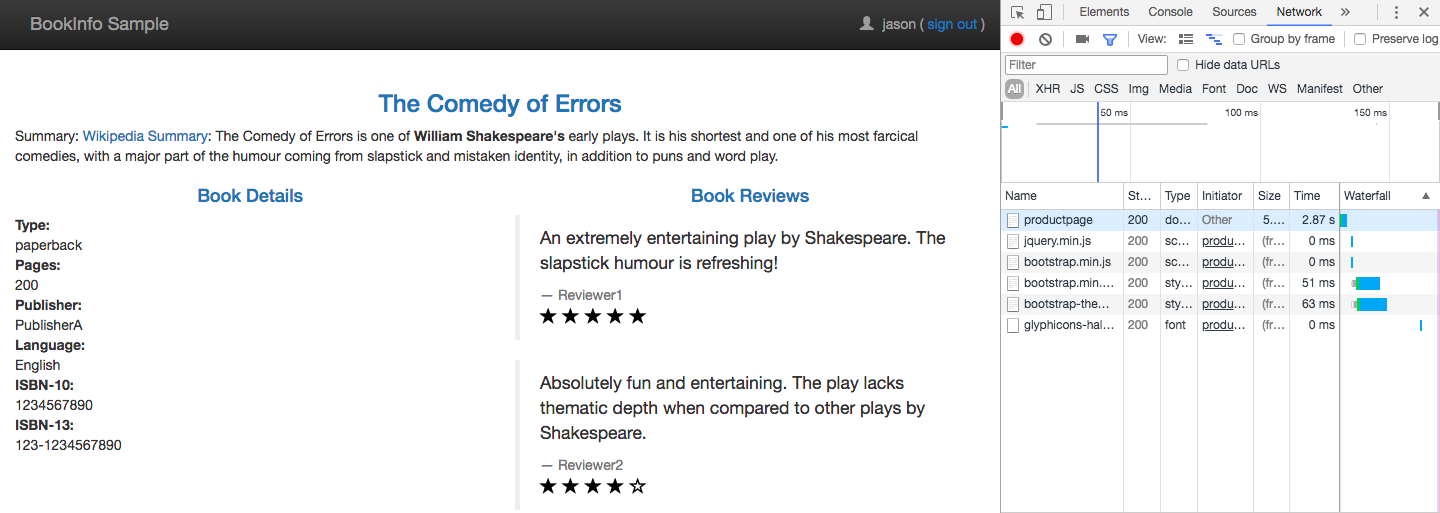 BookInfo Sample
jason ( sign out )
The Comedy of Errors
Summary: Wikipedia Summary: The Comedy of Errors is one of William Shakespeare's early plays. It is his shortest and one of his most farcical
comedies, with a major part of the humour coming from slapstick and mistaken identity, in addition to puns and word play.
Book Details
Type:
paperback
Pages:
200
Publisher:
PublisherA
Language:
English
ISBN-10:
1234567890
ISBN-13:
123-1234567890
Book Reviews
An extremely entertaining play by Shakespeare. The
slapstick humour is refreshing!
— Reviewer1
Absolutely fun and entertaining. The play lacks
thematic depth when compared to other plays by
Shakespeare.
— Reviewer2
Elements Console Sources Network »
View: Group by frame Preserve log
Filter Hide data URLs
All XHR JS CSS Img Media Font Doc WS Manifest Other
50 ms 100 ms 150 ms
Name St... Type Initiator Size Time Waterfall
productpage 200 do... Other 5.... 2.87 s
jquery.min.js 200 sc... produ... (fr... 0 ms
bootstrap.min.js 200 sc... produ... (fr... 0 ms
bootstrap.min.... 200 sty... produ... (fr... 51 ms
bootstrap-the... 200 sty... produ... (fr... 63 ms
glyphicons-hal... 200 font produ... (fr... 0 ms